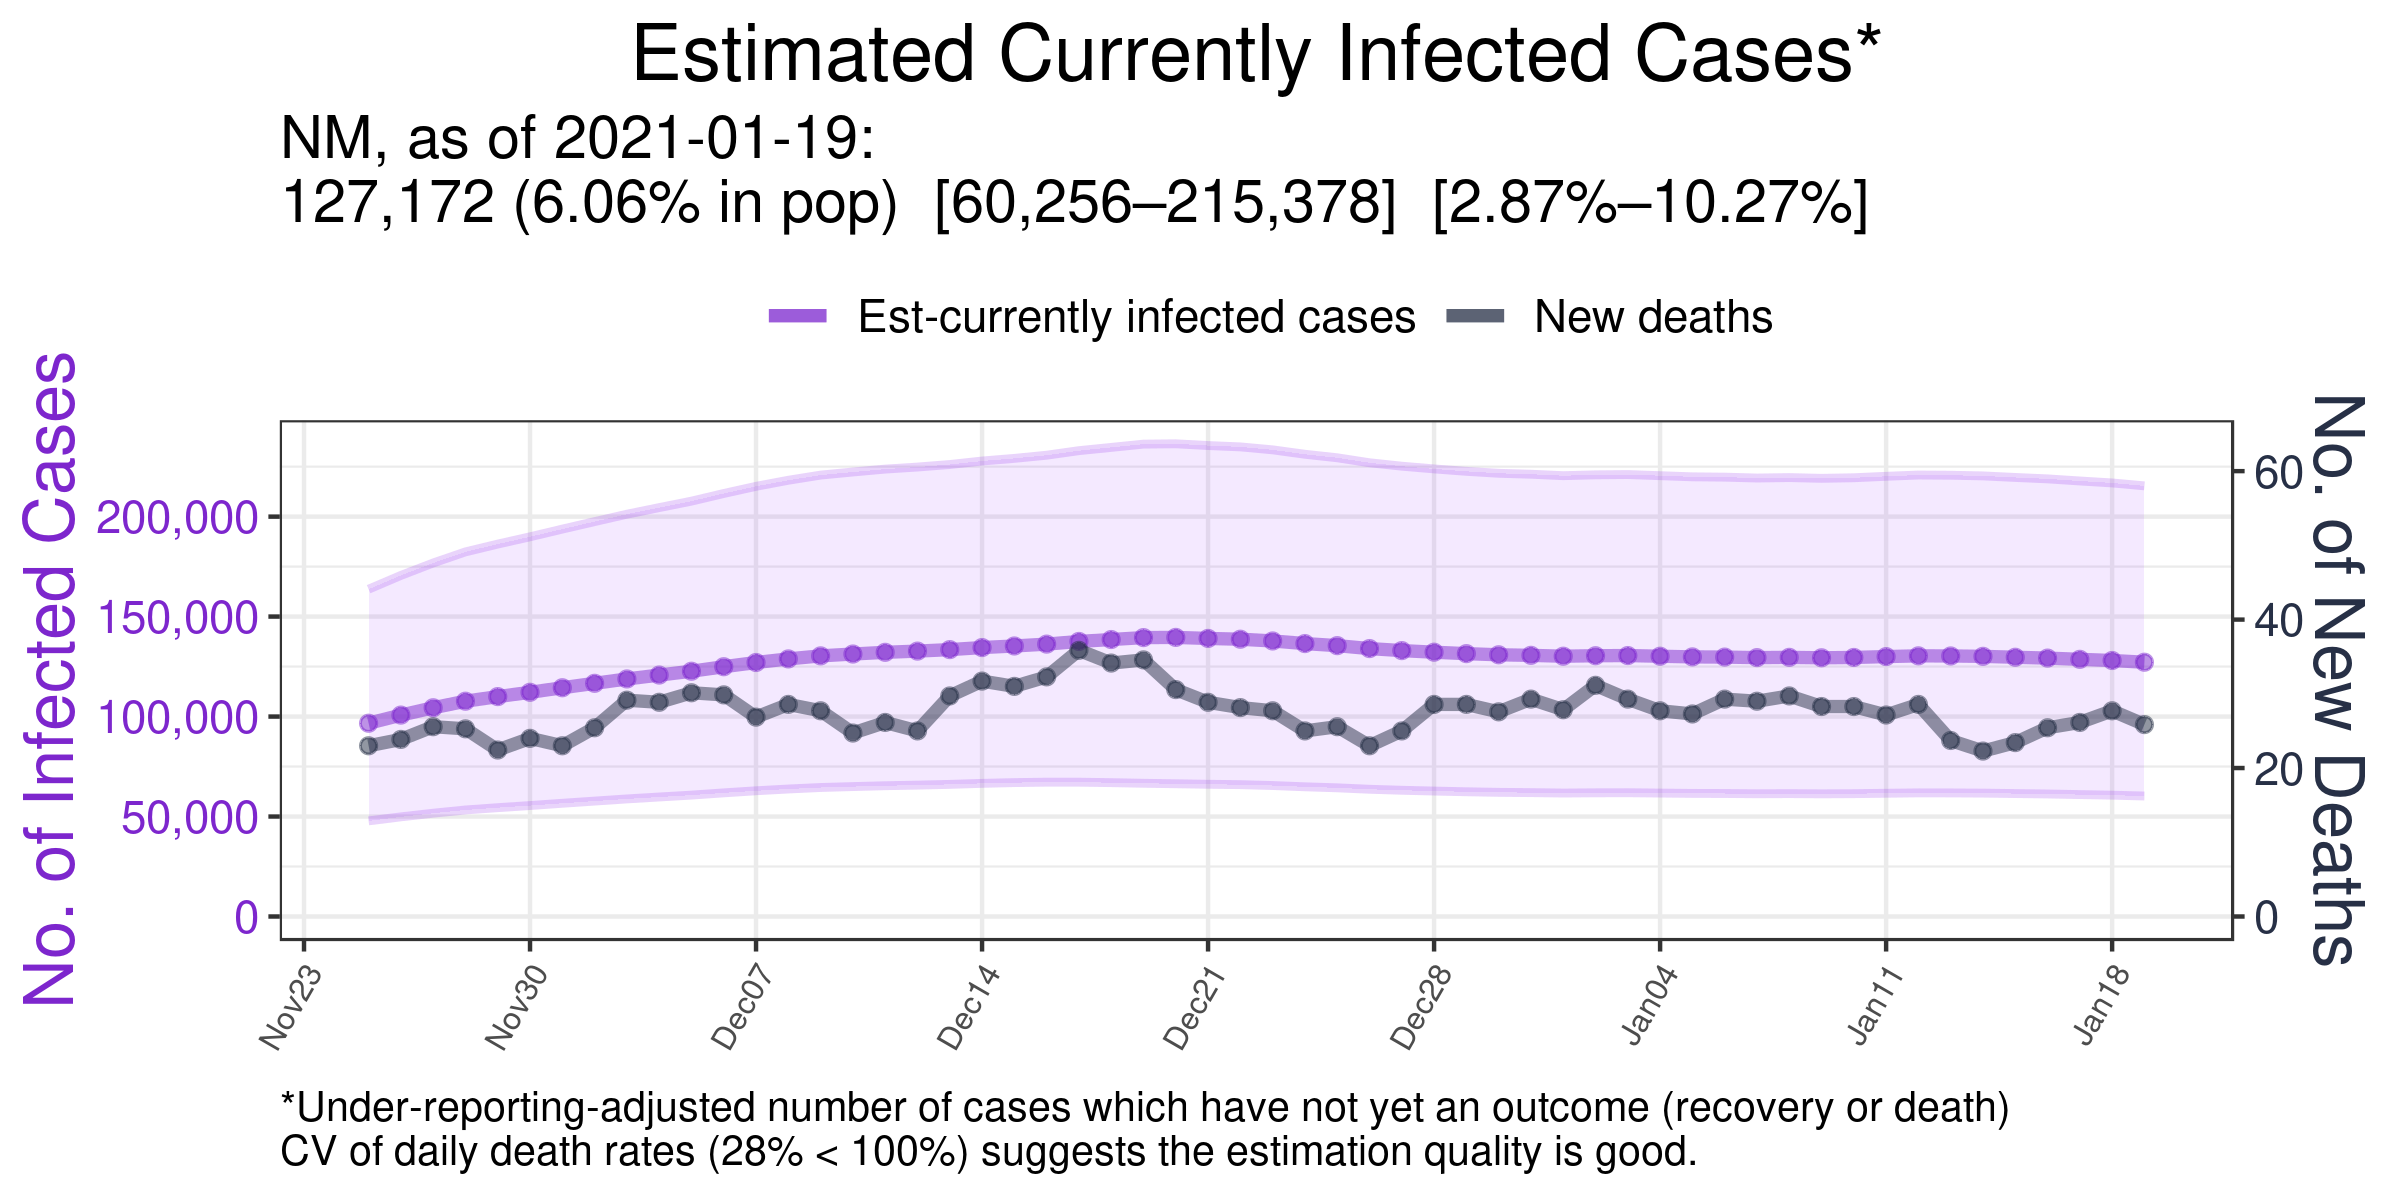 Estimated Currently Infected Cases*
NM, as of 2021-01-19:
127,172 (6.06% in pop)  [60,256–215,378]  [2.87%–10.27%]
Est-currently infected cases
New deaths
No. of Infected Cases
200,000
150,000
100,000
50,000
0
60
40
20
0
No. of New Deaths
Nov23
Nov30
Dec07
Dec14
Dec21
Dec28
Jan04
Jan11
Jan18
*Under-reporting-adjusted number of cases which have not yet an outcome (recovery or death)
CV of daily death rates (28% < 100%) suggests the estimation quality is good.